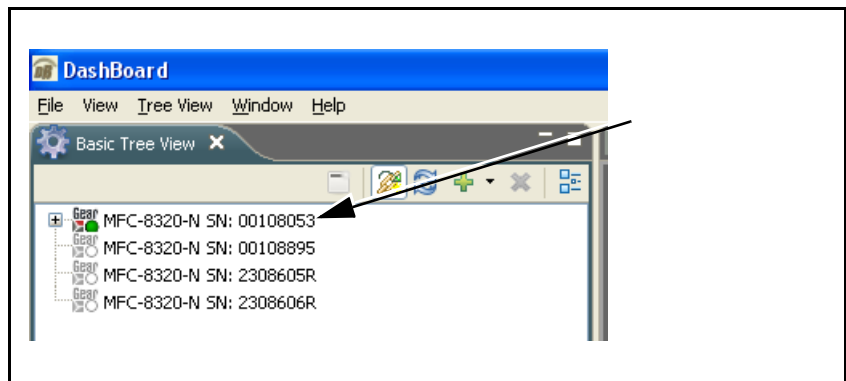 DashBoard
File View Tree View Window Help
Basic Tree View
Gear MFC-8320-N SN: 00108053
Gear MFC-8320-N SN: 00108895
Gear MFC-8320-N SN: 2308605R
Gear MFC-8320-N SN: 2308606R